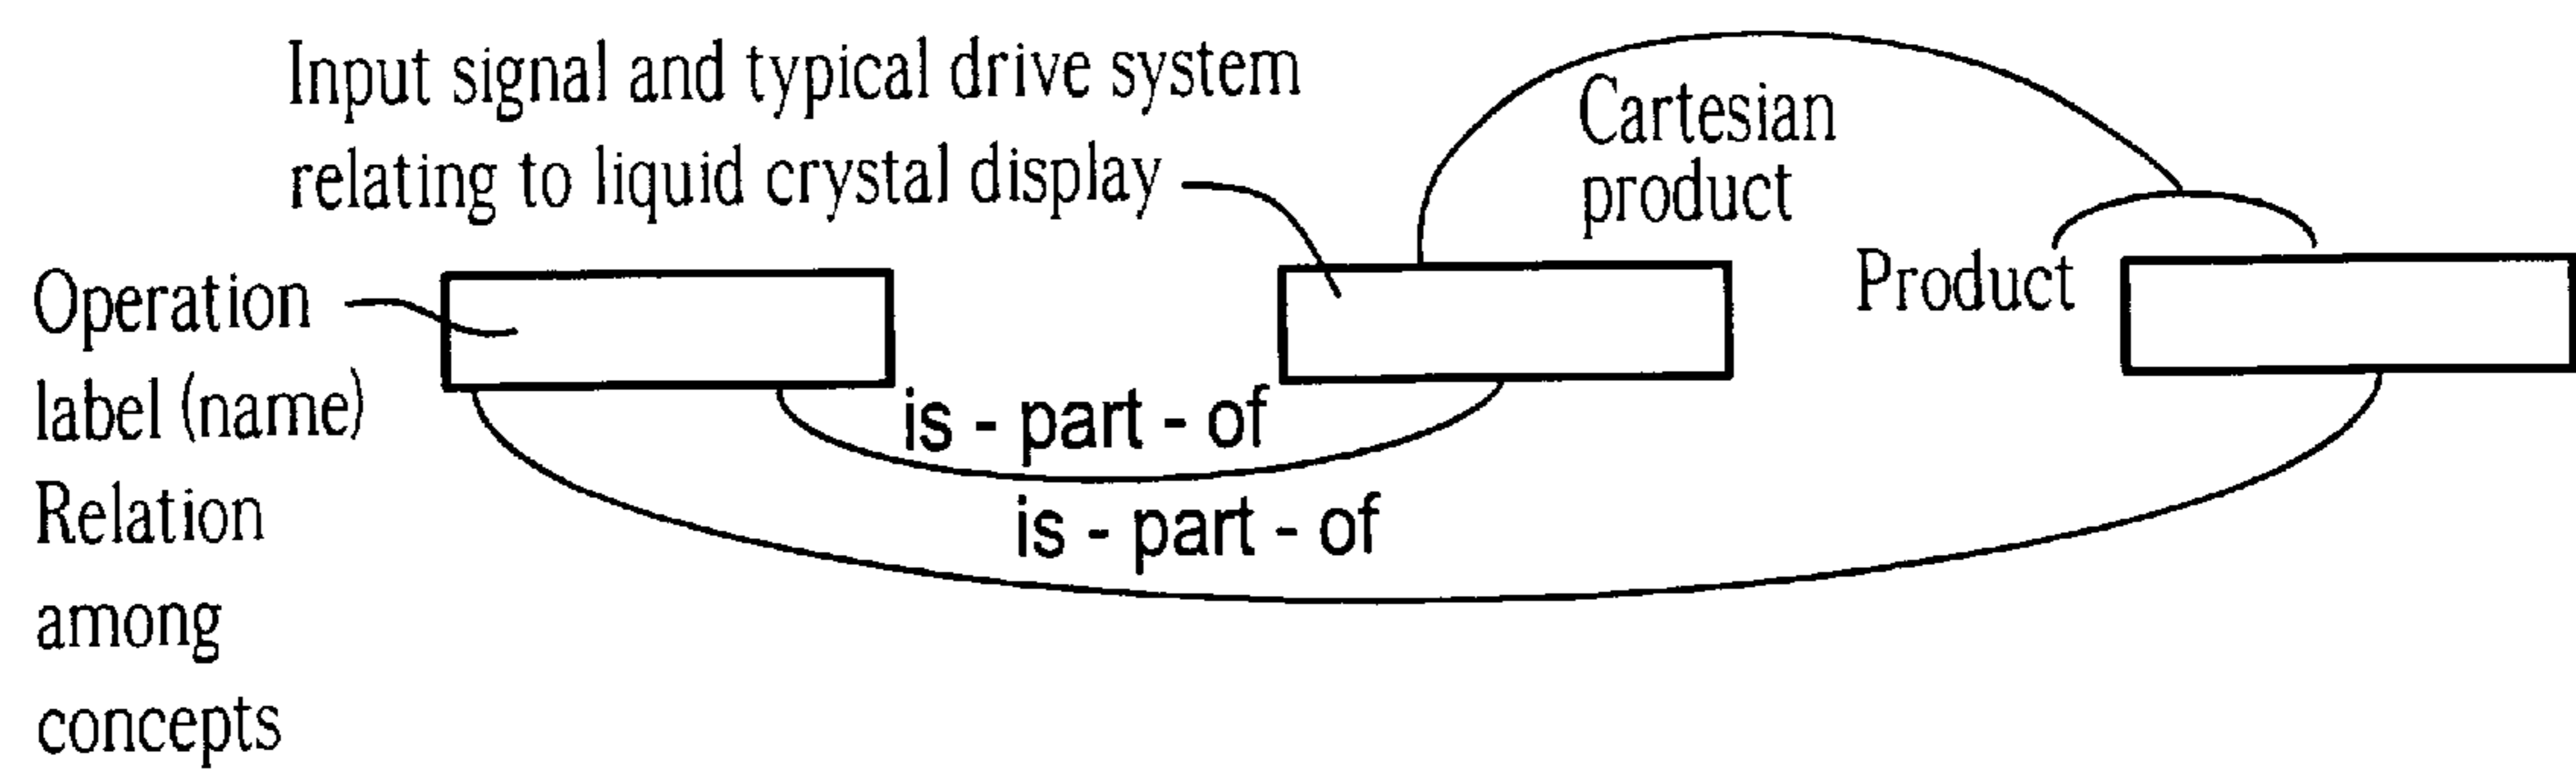 Input signal and typical drive system
relating to liquid crystal display
Cartesian
product
Product
Operation
label (name)
Relation
among
concepts
is - part - of
is - part - of